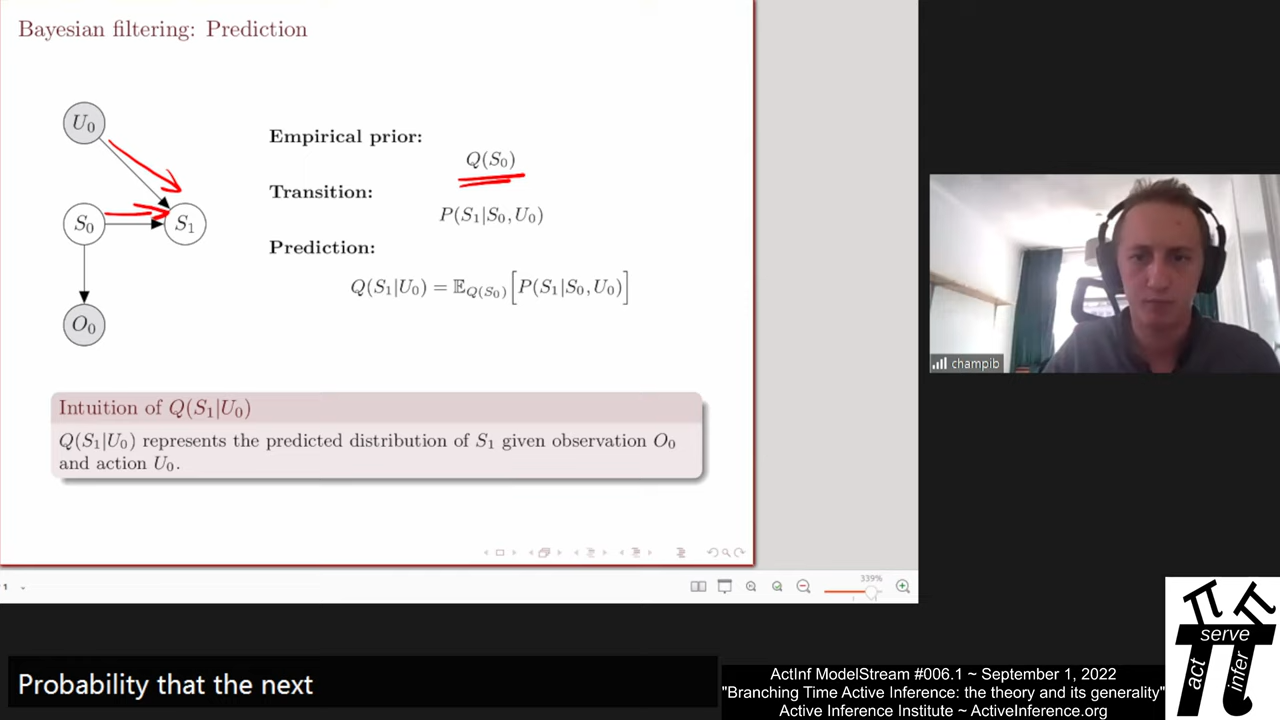 Bayesian filtering: Prediction
U₀
Empirical prior:
Q(S₀)
Transition:
S₀
S₁
P(S₁|S₀, U₀)
Prediction:
Q(S₁|U₀) = 𝔼_Q(S₀)[P(S₁|S₀, U₀)]
O₀
Intuition of Q(S₁|U₀)
Q(S₁|U₀) represents the predicted distribution of S₁ given observation O₀
and action U₀.
1
339%
champib
Probability that the next
ActInf ModelStream #006.1 ~ September 1, 2022
"Branching Time Active Inference: the theory and its generality"
Active Inference Institute ~ ActiveInference.org
π π
serve
π
act
infer